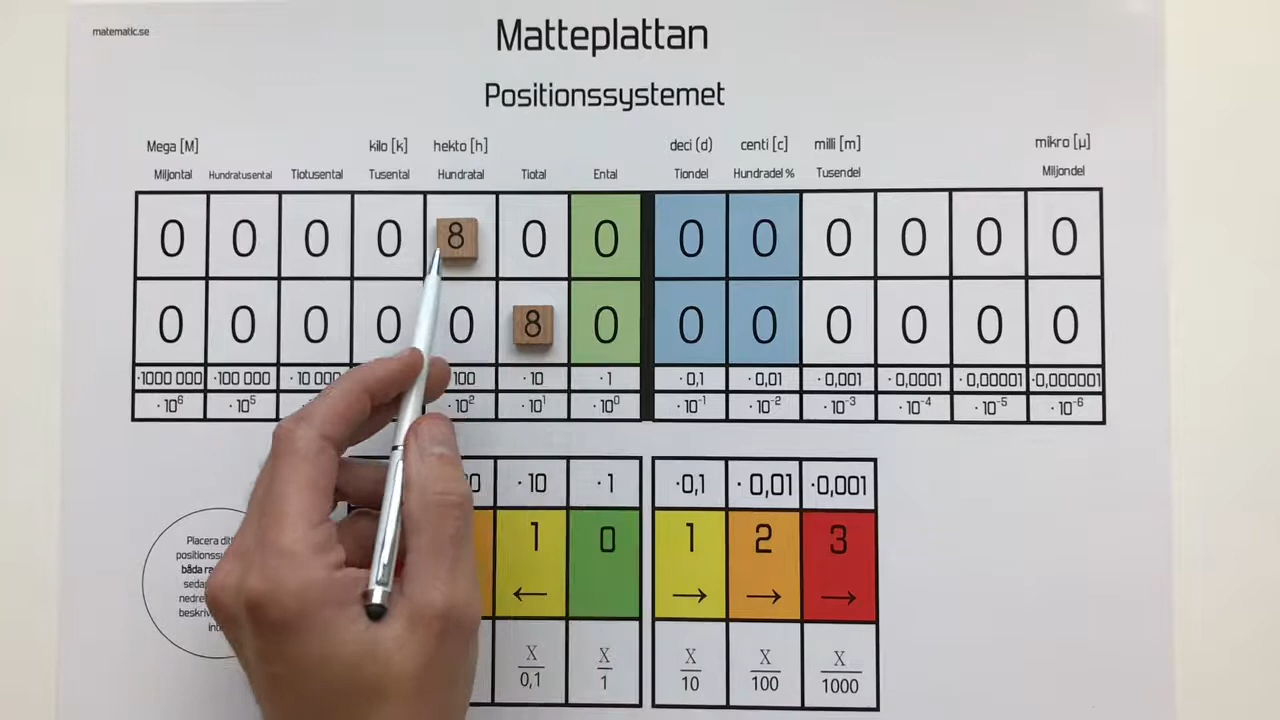 matematic.se
Matteplattan
Positionssystemet
Mega [M] kilo [k] hekto [h] deci (d) centi [c] milli [m] mikro [µ]
Miljontal Hundratusental Tiotusental Tusental Hundratal Tiotal Ental Tiondel Hundradel % Tusendel Miljondel
0 0 0 0 8 0 0 0 0 0 0 0 0
0 0 0 0 0 8 0 0 0 0 0 0 0
·1000 000 ·100 000 ·10 000 100 ·10 ·1 ·0,1 ·0,01 ·0,001 ·0,0001 ·0,00001 ·0,000001
·10⁶ ·10⁵ ·10² ·10¹ ·10⁰ ·10⁻¹ ·10⁻² ·10⁻³ ·10⁻⁴ ·10⁻⁵ ·10⁻⁶
·10 ·1 ·0,1 ·0,01 ·0,001
1 0 1 2 3
← → → →
Placera
båda
X X X X X
0,1 1 10 100 1000